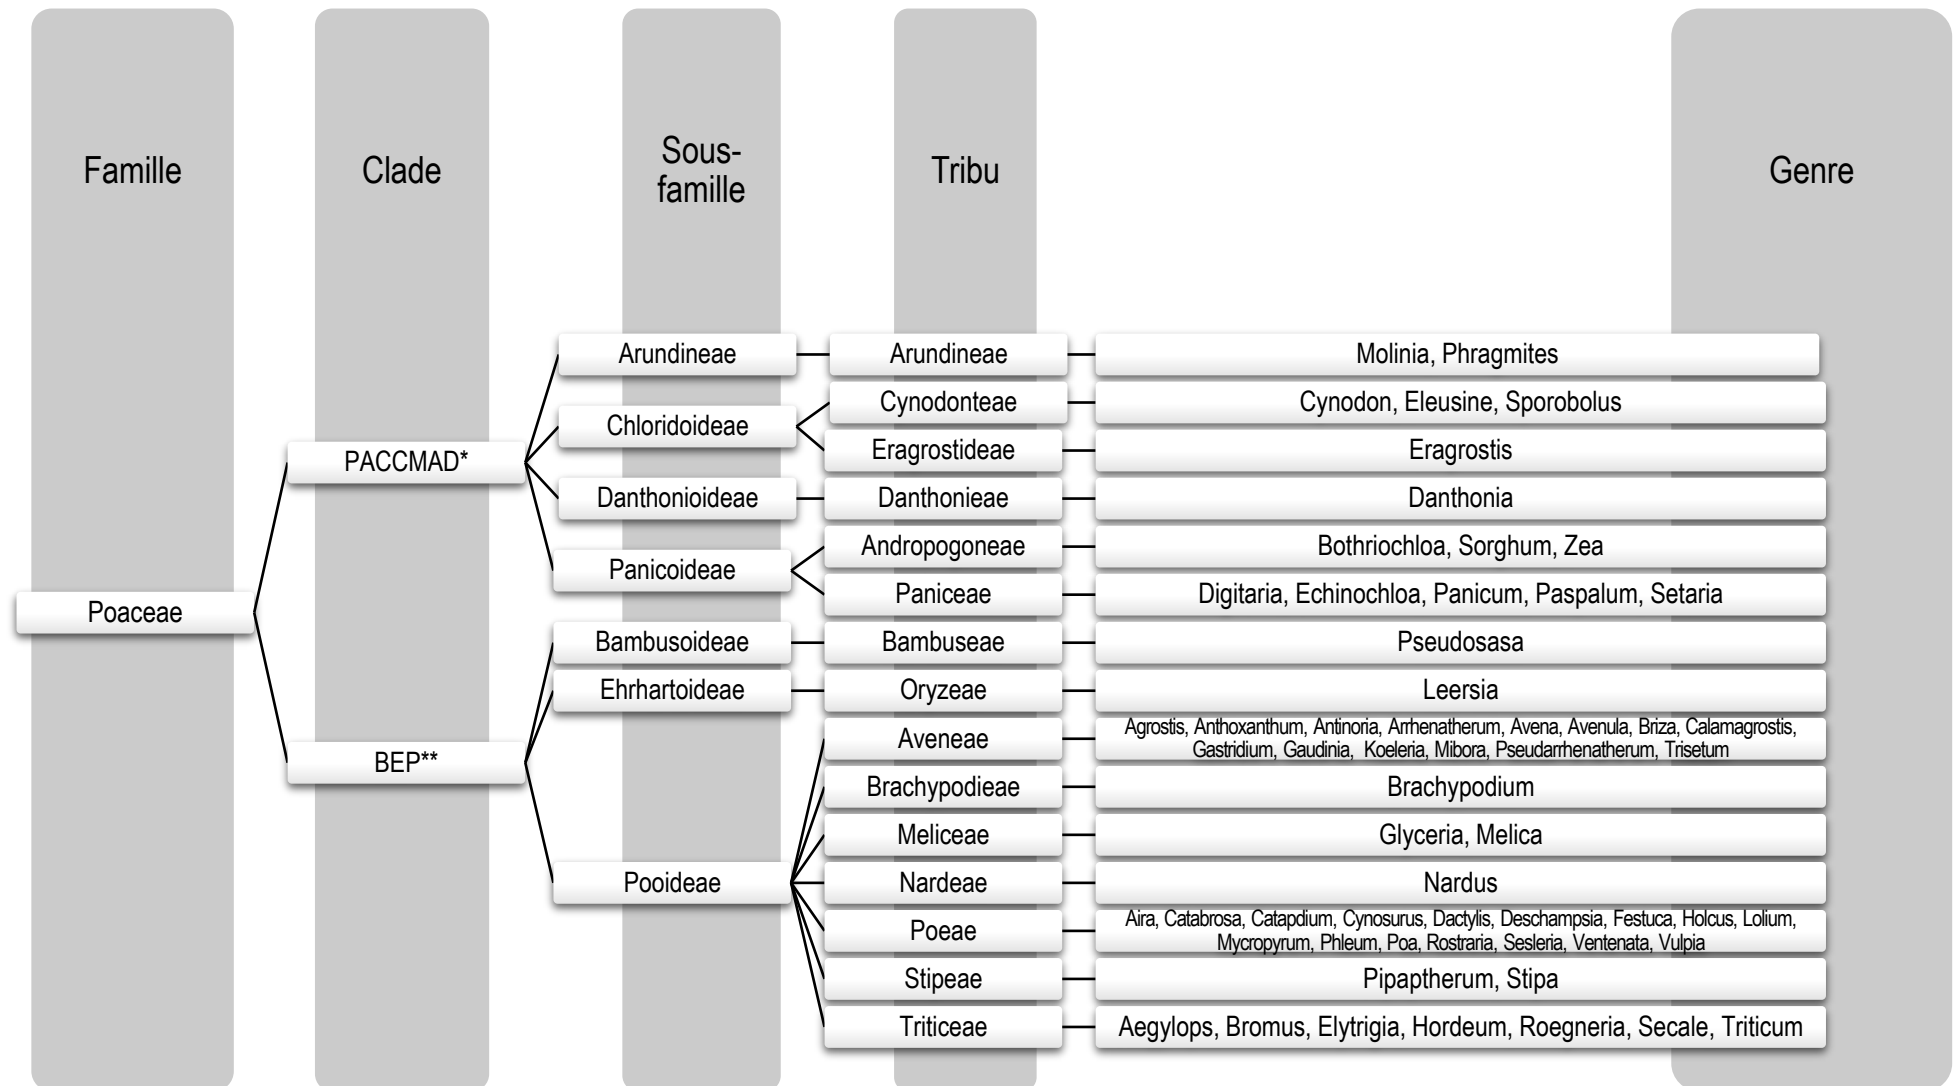 Famille
Clade
Sous-
famille
Tribu
Genre
Poaceae
PACCMAD*
Arundineae
Arundineae
Molinia, Phragmites
Chloridoideae
Cynodonteae
Cynodon, Eleusine, Sporobolus
Eragrostideae
Eragrostis
Danthonioideae
Danthonieae
Danthonia
Panicoideae
Andropogoneae
Bothriochloa, Sorghum, Zea
Paniceae
Digitaria, Echinochloa, Panicum, Paspalum, Setaria
BEP**
Bambusoideae
Bambuseae
Pseudosasa
Ehrhartoideae
Oryzeae
Leersia
Pooideae
Aveneae
Agrostis, Anthoxanthum, Antinoria, Arrhenatherum, Avena, Avenula, Briza, Calamagrostis,
Gastridium, Gaudinia, Koeleria, Mibora, Pseudarrhenatherum, Trisetum
Brachypodieae
Brachypodium
Meliceae
Glyceria, Melica
Nardeae
Nardus
Poeae
Aira, Catabrosa, Catapdium, Cynosurus, Dactylis, Deschampsia, Festuca, Holcus, Lolium,
Mycropyrum, Phleum, Poa, Rostraria, Sesleria, Ventenata, Vulpia
Stipeae
Pipaptherum, Stipa
Triticeae
Aegylops, Bromus, Elytrigia, Hordeum, Roegneria, Secale, Triticum